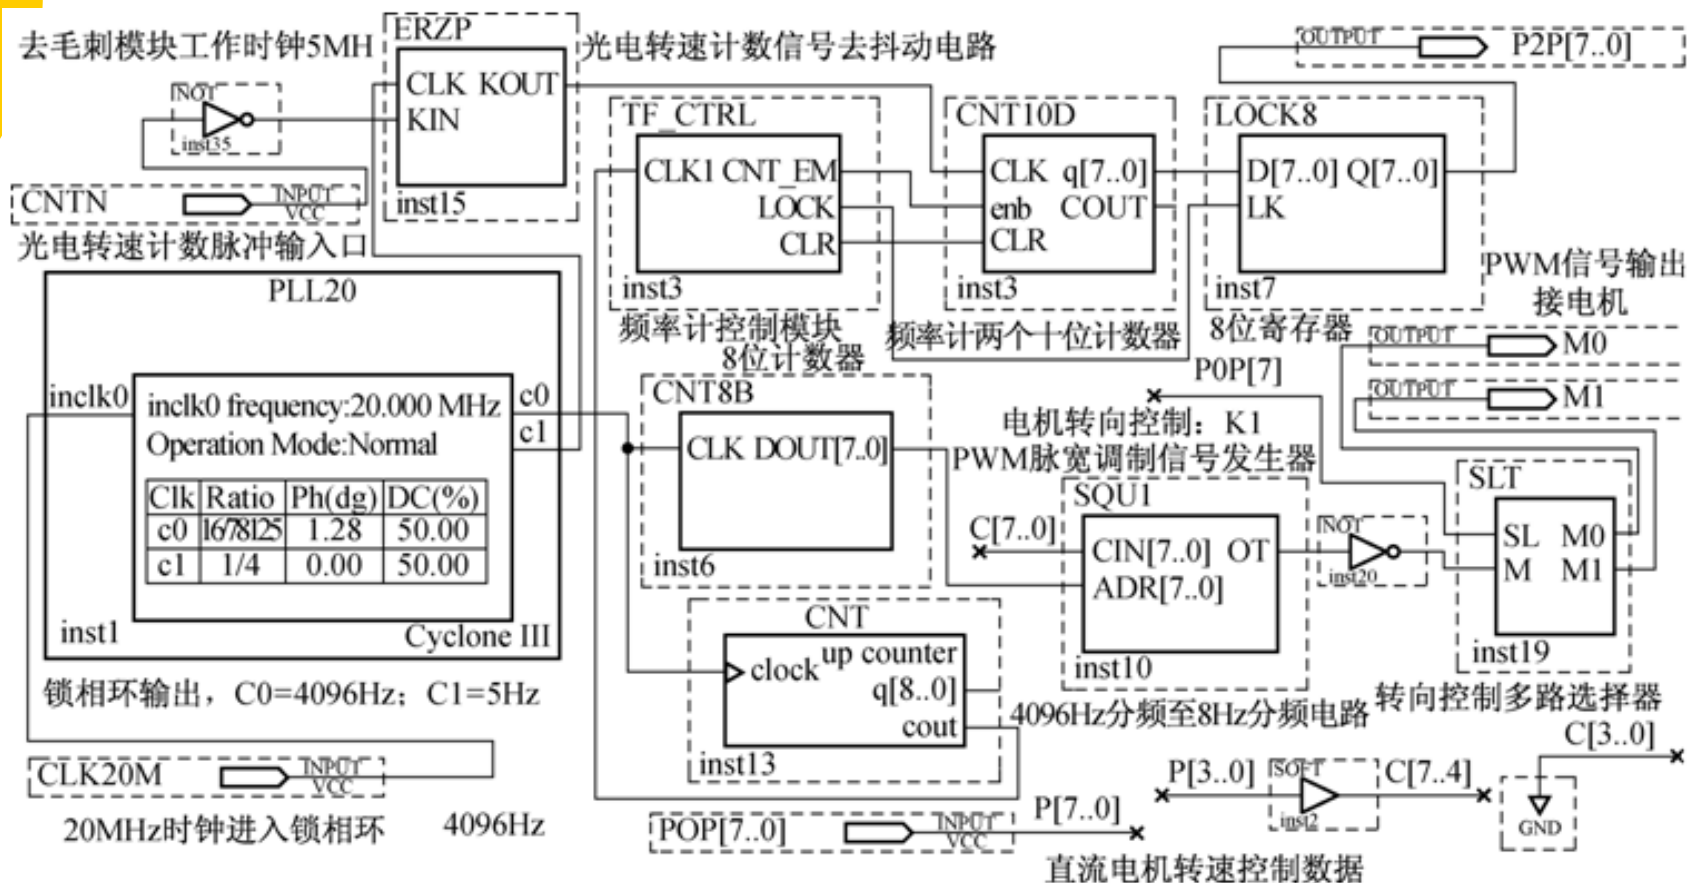 去毛刺模块工作时钟5MH
ERZP
CLK KOUT
KIN
inst15
光电转速计数信号去抖动电路
OUTPUT
P2P[7..0]
NOT
inst35
CNTN
INPUT
VCC
光电转速计数脉冲输入口
TF_CTRL
CLK1 CNT_EM
LOCK
CLR
inst3
频率计控制模块
CNT10D
CLK q[7..0]
enb COUT
CLR
inst3
频率计两个十位计数器
LOCK8
D[7..0] Q[7..0]
LK
inst7
8位寄存器
PWM信号输出
接电机
OUTPUT
M0
OUTPUT
M1
PLL20
inclk0
inclk0 frequency:20.000 MHz
Operation Mode:Normal
Clk Ratio Ph(dg) DC(%)
c0 1678125 1.28 50.00
c1 1/4 0.00 50.00
c0
c1
inst1
Cyclone III
锁相环输出，C0=4096Hz；C1=5Hz
CLK20M
INPUT
VCC
20MHz时钟进入锁相环
4096Hz
8位计数器
CNT8B
CLK DOUT[7..0]
inst6
P0P[7]
电机转向控制：K1
PWM脉宽调制信号发生器
SQU1
C[7..0]
CIN[7..0] OT
ADR[7..0]
inst10
NOT
inst20
SLT
SL M0
M M1
inst19
转向控制多路选择器
CNT
up counter
clock
q[8..0]
cout
inst13
4096Hz分频至8Hz分频电路
POP[7..0]
INPUT
VCC
P[7..0]
直流电机转速控制数据
P[3..0]
SOFT
inst2
C[7..4]
C[3..0]
GND